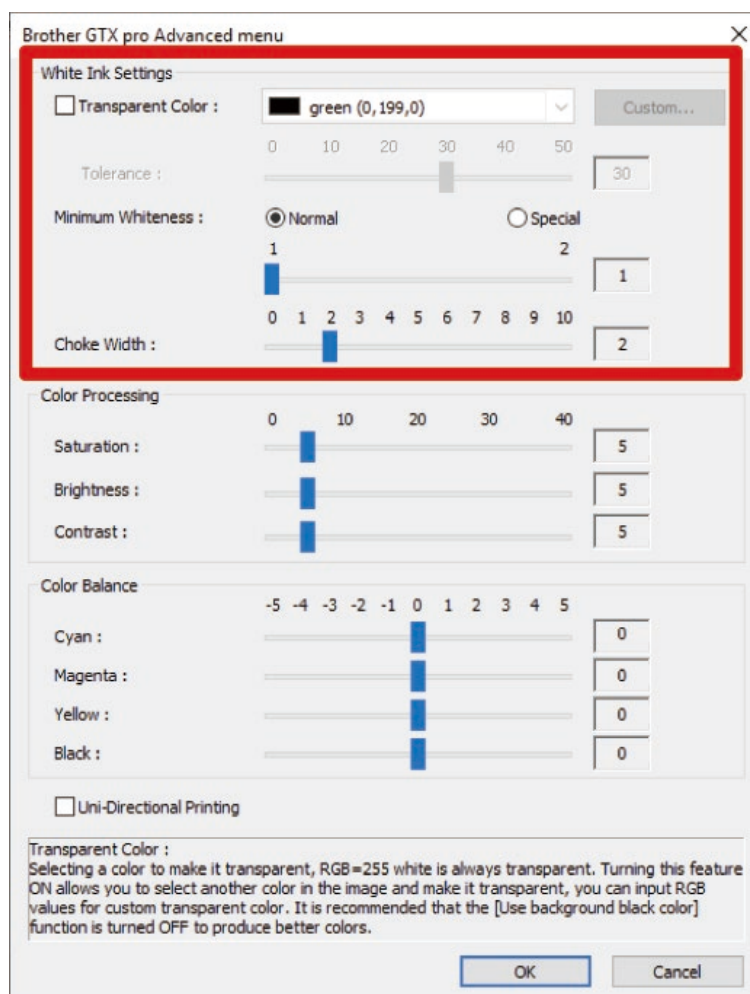 Brother GTX pro Advanced menu
White Ink Settings
Transparent Color : green (0,199,0) Custom...
0 10 20 30 40 50
Tolerance : 30
Minimum Whiteness : Normal Special
1 2
1
0 1 2 3 4 5 6 7 8 9 10
Choke Width : 2
Color Processing
0 10 20 30 40
Saturation : 5
Brightness : 5
Contrast : 5
Color Balance
-5 -4 -3 -2 -1 0 1 2 3 4 5
Cyan : 0
Magenta : 0
Yellow : 0
Black : 0
Uni-Directional Printing
Transparent Color :
Selecting a color to make it transparent, RGB=255 white is always transparent. Turning this feature
ON allows you to select another color in the image and make it transparent, you can input RGB
values for custom transparent color. It is recommended that the [Use background black color]
function is turned OFF to produce better colors.
OK Cancel